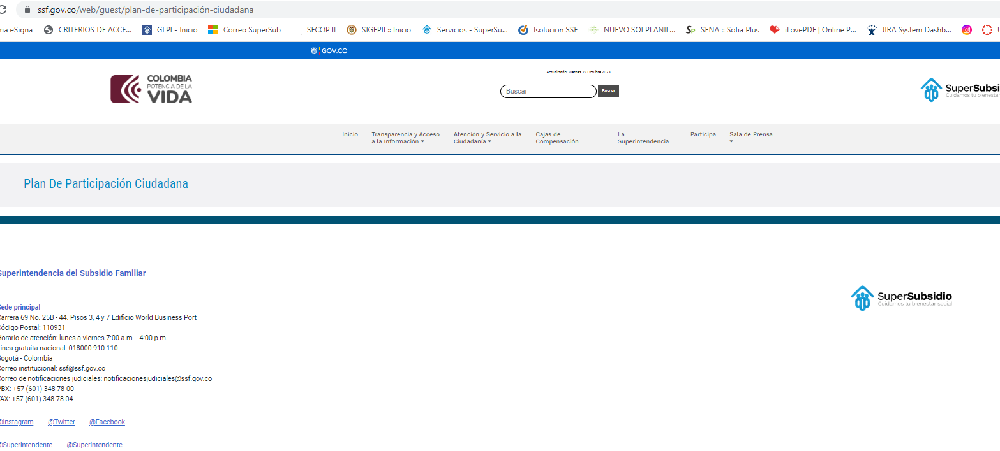 ssf.gov.co/web/guest/plan-de-participación-ciudadana
ma eSigna CRITERIOS DE ACCE... GLPI - Inicio Correo SuperSub SECOP II SIGEPII :: Inicio Servicios - SuperSu... Isolucion SSF NUEVO SOI PLANIL... Sp SENA :: Sofia Plus iLovePDF | Online P... JIRA System Dashb...
GOV.CO
Actualizado: Viernes 27 Octubre 2023
COLOMBIA
POTENCIA DE LA
VIDA
Buscar Buscar
SuperSubsi
Cuidamos tu bienestar
Inicio Transparencia y Acceso a la Información Atención y Servicio a la Ciudadanía Cajas de Compensación La Superintendencia Participa Sala de Prensa
Plan De Participación Ciudadana
Superintendencia del Subsidio Familiar
SuperSubsidio
Cuidamos tu bienestar social
Sede principal
Carrera 69 No. 25B - 44. Pisos 3, 4 y 7 Edificio World Business Port
Código Postal: 110931
Horario de atención: lunes a viernes 7:00 a.m. - 4:00 p.m.
Línea gratuita nacional: 018000 910 110
Bogotá - Colombia
Correo institucional: ssf@ssf.gov.co
Correo de notificaciones judiciales: notificacionesjudiciales@ssf.gov.co
PBX: +57 (601) 348 78 00
FAX: +57 (601) 348 78 04
@Instagram @Twitter @Facebook
@Superintendente @Superintendente